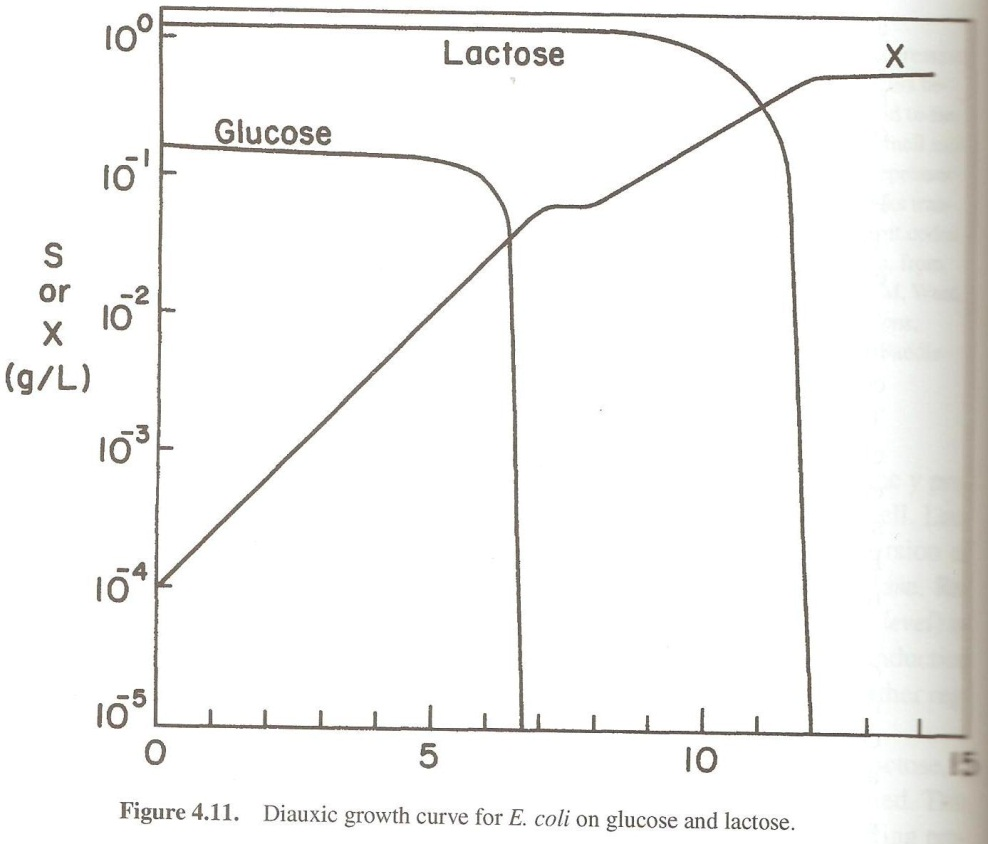 10⁰
Lactose
X
Glucose
10⁻¹
S
or
X
(g/L)
10⁻²
10⁻³
10⁻⁴
10⁻⁵
0
5
10
15
Figure 4.11. Diauxic growth curve for E. coli on glucose and lactose.